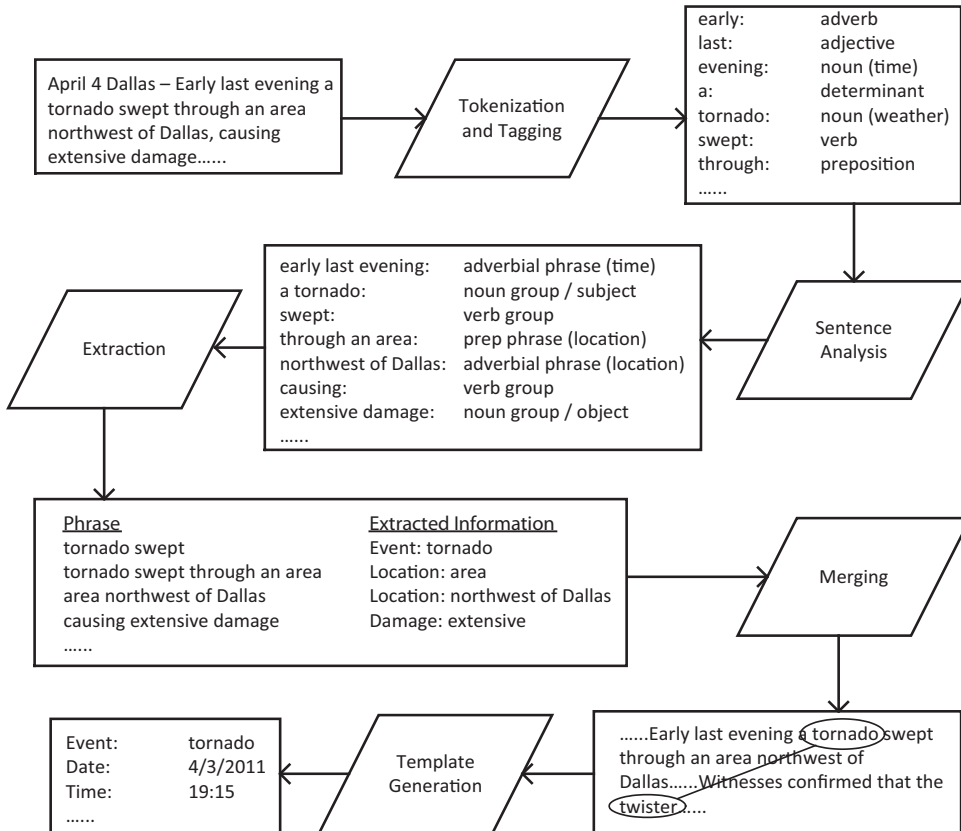 April 4 Dallas – Early last evening a
tornado swept through an area
northwest of Dallas, causing
extensive damage…...
Tokenization
and Tagging
early: adverb
last: adjective
evening: noun (time)
a: determinant
tornado: noun (weather)
swept: verb
through: preposition
…...
Sentence
Analysis
early last evening: adverbial phrase (time)
a tornado: noun group / subject
swept: verb group
through an area: prep phrase (location)
northwest of Dallas: adverbial phrase (location)
causing: verb group
extensive damage: noun group / object
…...
Extraction
Phrase Extracted Information
tornado swept Event: tornado
tornado swept through an area Location: area
area northwest of Dallas Location: northwest of Dallas
causing extensive damage Damage: extensive
…...
Merging
…...Early last evening a tornado swept
through an area northwest of
Dallas…...Witnesses confirmed that the
twister…...
Template
Generation
Event: tornado
Date: 4/3/2011
Time: 19:15
…...